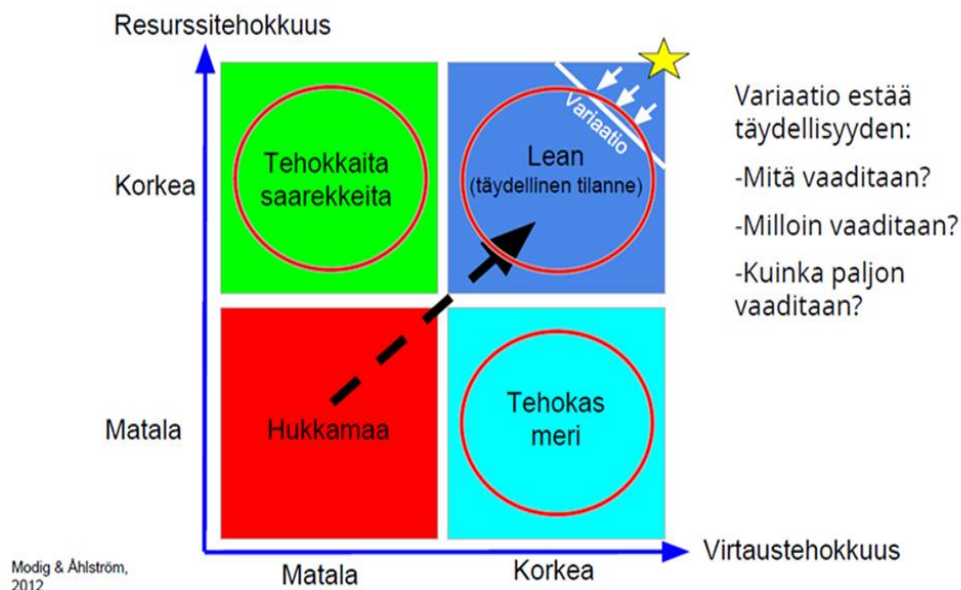 Resurssitehokkuus
Korkea
Matala
Tehokkaita
saarekkeita
Variaatio
Lean
(täydellinen tilanne)
Hukkamaa
Tehokas
meri
Matala
Korkea
Virtaustehokkuus
Variaatio estää
täydellisyyden:
-Mitä vaaditaan?
-Milloin vaaditaan?
-Kuinka paljon
vaaditaan?
Modig & Åhlström,
2012